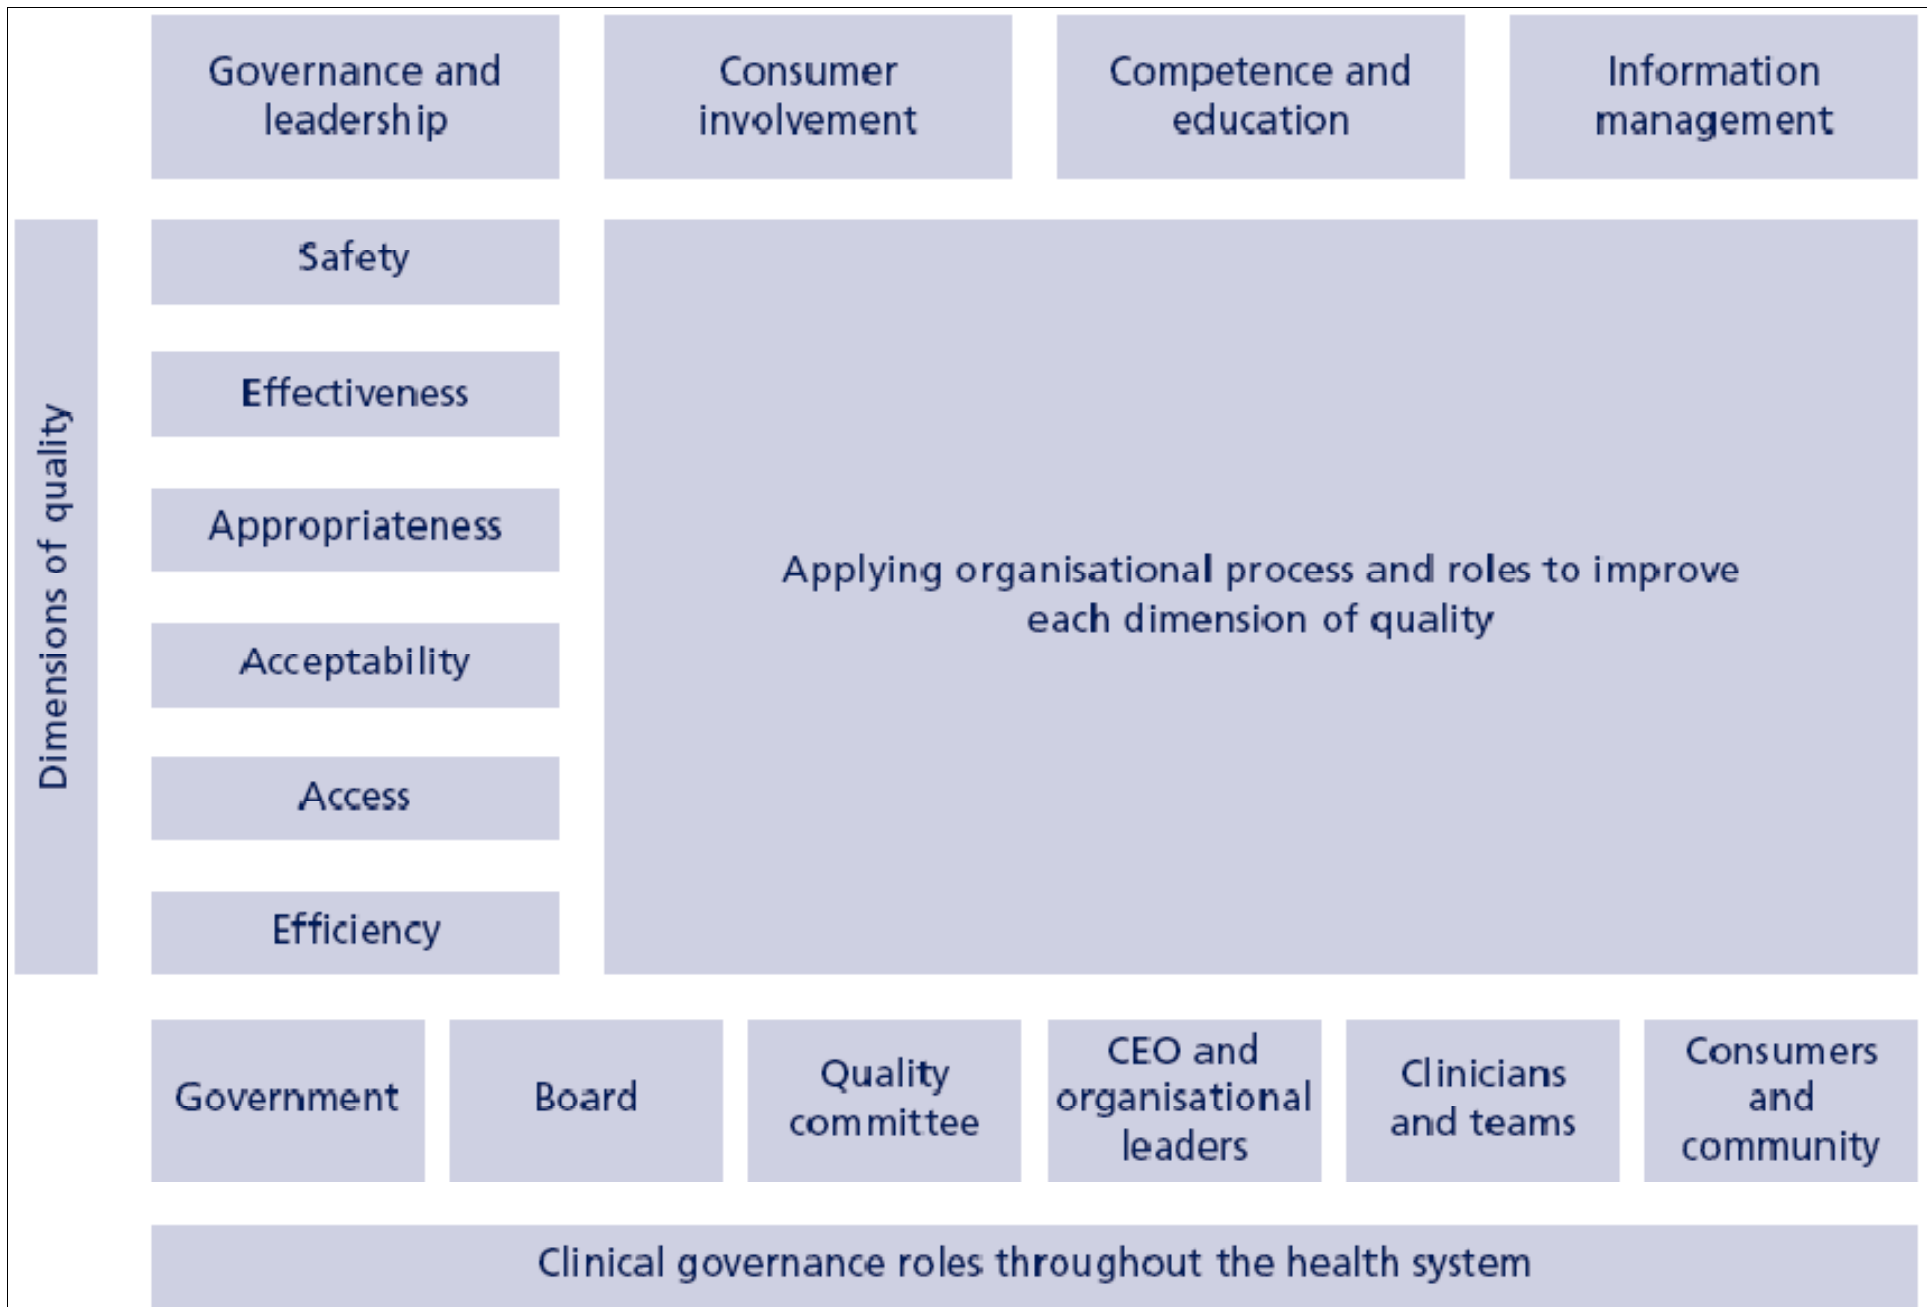 Governance and
leadership
Consumer
involvement
Competence and
education
Information
management
Dimensions of quality
Safety
Effectiveness
Appropriateness
Acceptability
Access
Efficiency
Applying organisational process and roles to improve
each dimension of quality
Government
Board
Quality
committee
CEO and
organisational
leaders
Clinicians
and teams
Consumers
and
community
Clinical governance roles throughout the health system